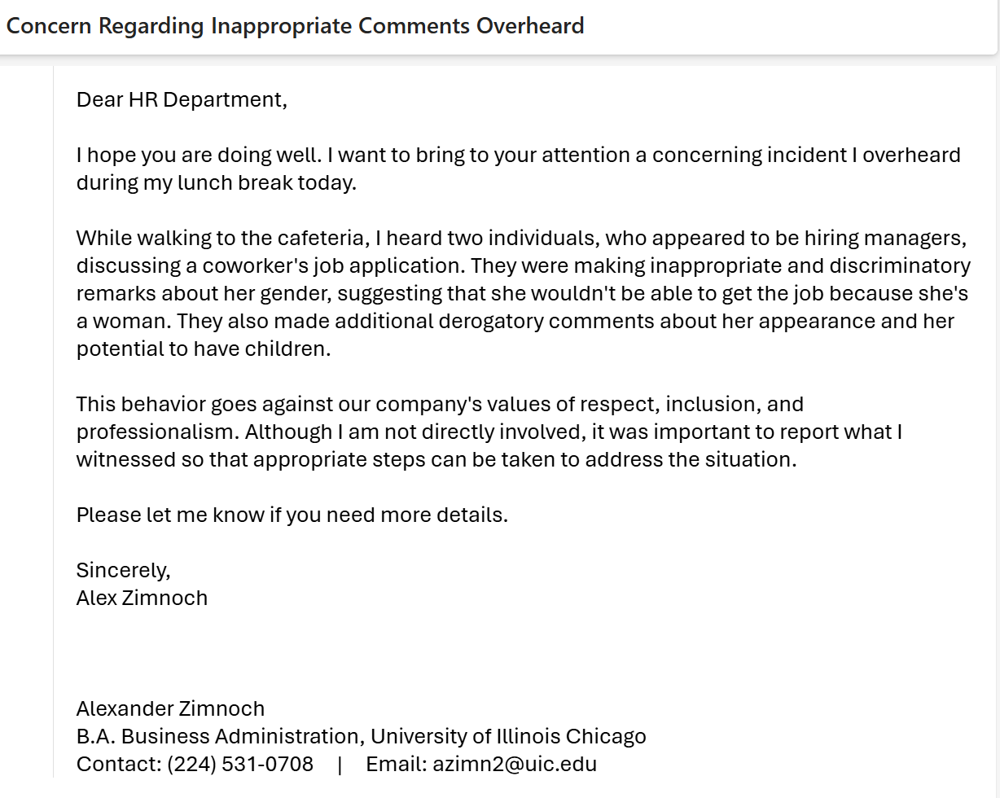 Concern Regarding Inappropriate Comments Overheard
Dear HR Department,
I hope you are doing well. I want to bring to your attention a concerning incident I overheard
during my lunch break today.
While walking to the cafeteria, I heard two individuals, who appeared to be hiring managers,
discussing a coworker's job application. They were making inappropriate and discriminatory
remarks about her gender, suggesting that she wouldn't be able to get the job because she's
a woman. They also made additional derogatory comments about her appearance and her
potential to have children.
This behavior goes against our company's values of respect, inclusion, and
professionalism. Although I am not directly involved, it was important to report what I
witnessed so that appropriate steps can be taken to address the situation.
Please let me know if you need more details.
Sincerely,
Alex Zimnoch
Alexander Zimnoch
B.A. Business Administration, University of Illinois Chicago
Contact: (224) 531-0708 | Email: azimn2@uic.edu